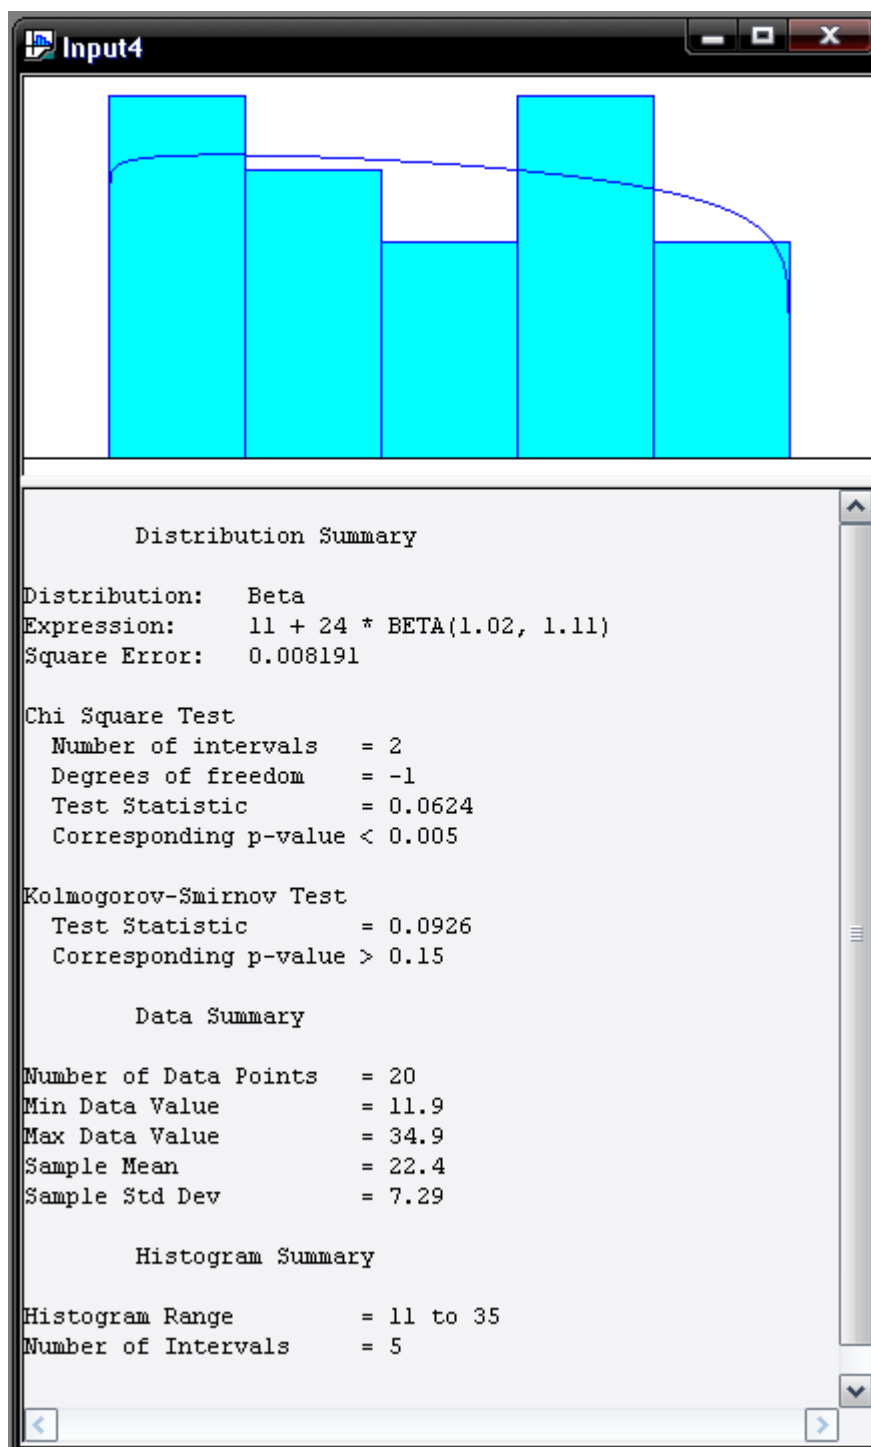 Input4
Distribution Summary
Distribution: Beta
Expression: 11 + 24 * BETA(1.02, 1.11)
Square Error: 0.008191
Chi Square Test
Number of intervals = 2
Degrees of freedom = -1
Test Statistic = 0.0624
Corresponding p-value < 0.005
Kolmogorov-Smirnov Test
Test Statistic = 0.0926
Corresponding p-value > 0.15
Data Summary
Number of Data Points = 20
Min Data Value = 11.9
Max Data Value = 34.9
Sample Mean = 22.4
Sample Std Dev = 7.29
Histogram Summary
Histogram Range = 11 to 35
Number of Intervals = 5